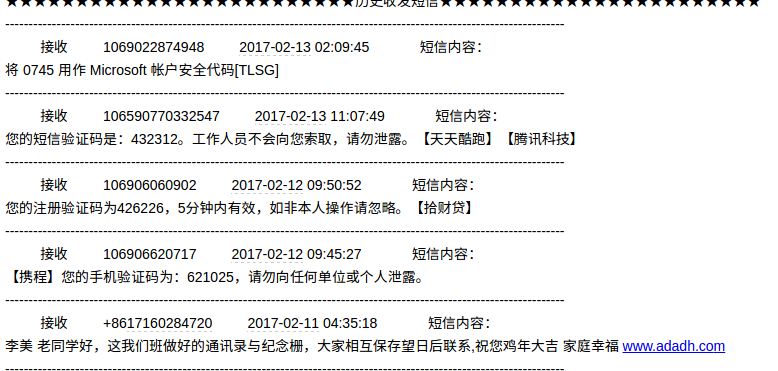 ★★★★★★★★★★★★★★★★★★★★★★★★★历史收发短信★★★★★★★★★★★★★★★★★★★★★★★
接收 1069022874948 2017-02-13 02:09:45 短信内容：
将 0745 用作 Microsoft 帐户安全代码[TLSG]
接收 106590770332547 2017-02-13 11:07:49 短信内容：
您的短信验证码是：432312。工作人员不会向您索取，请勿泄露。【天天酷跑】【腾讯科技】
接收 106906060902 2017-02-12 09:50:52 短信内容：
您的注册验证码为426226，5分钟内有效，如非本人操作请忽略。【拾财贷】
接收 106906620717 2017-02-12 09:45:27 短信内容：
【携程】您的手机验证码为：621025，请勿向任何单位或个人泄露。
接收 +8617160284720 2017-02-11 04:35:18 短信内容：
李美 老同学好，这我们班做好的通讯录与纪念栅，大家相互保存望日后联系,祝您鸡年大吉 家庭幸福 www.adadh.com